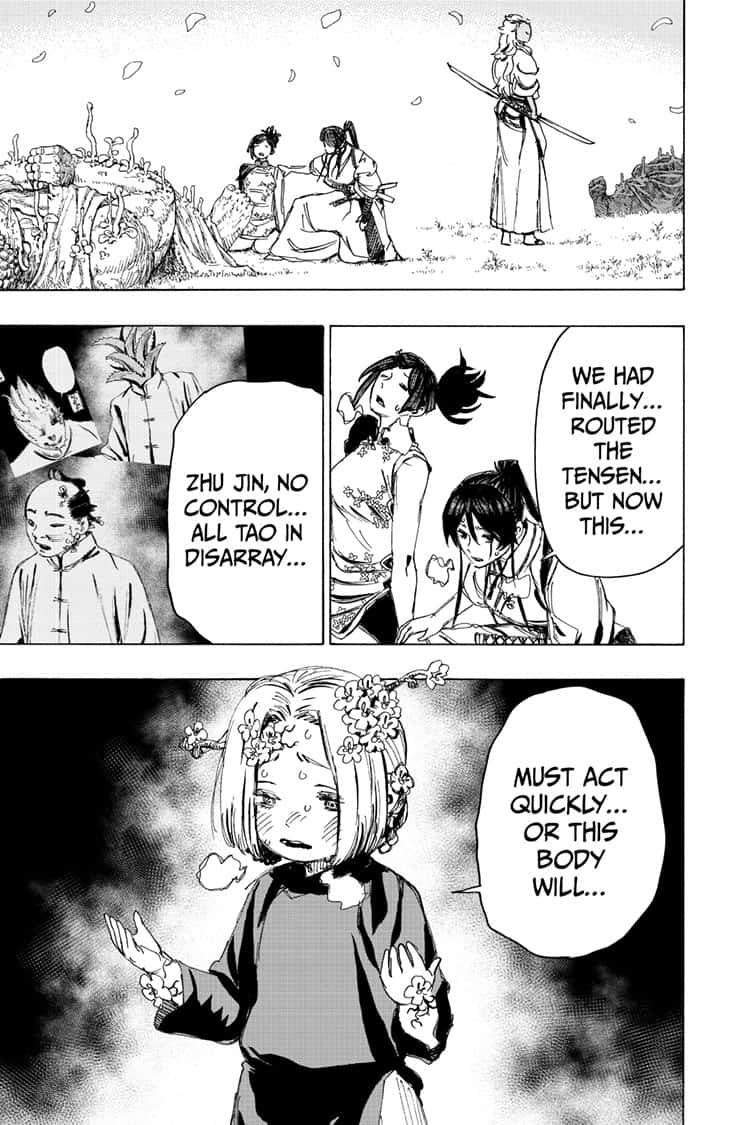 WE HAD
FINALLY...
ROUTED
THE
TENSEN...
BUT NOW
THIS...
ZHU JIN, NO
CONTROL...
ALL TAO IN
DISARRAY...
MUST ACT
QUICKLY...
OR THIS
BODY
WILL...